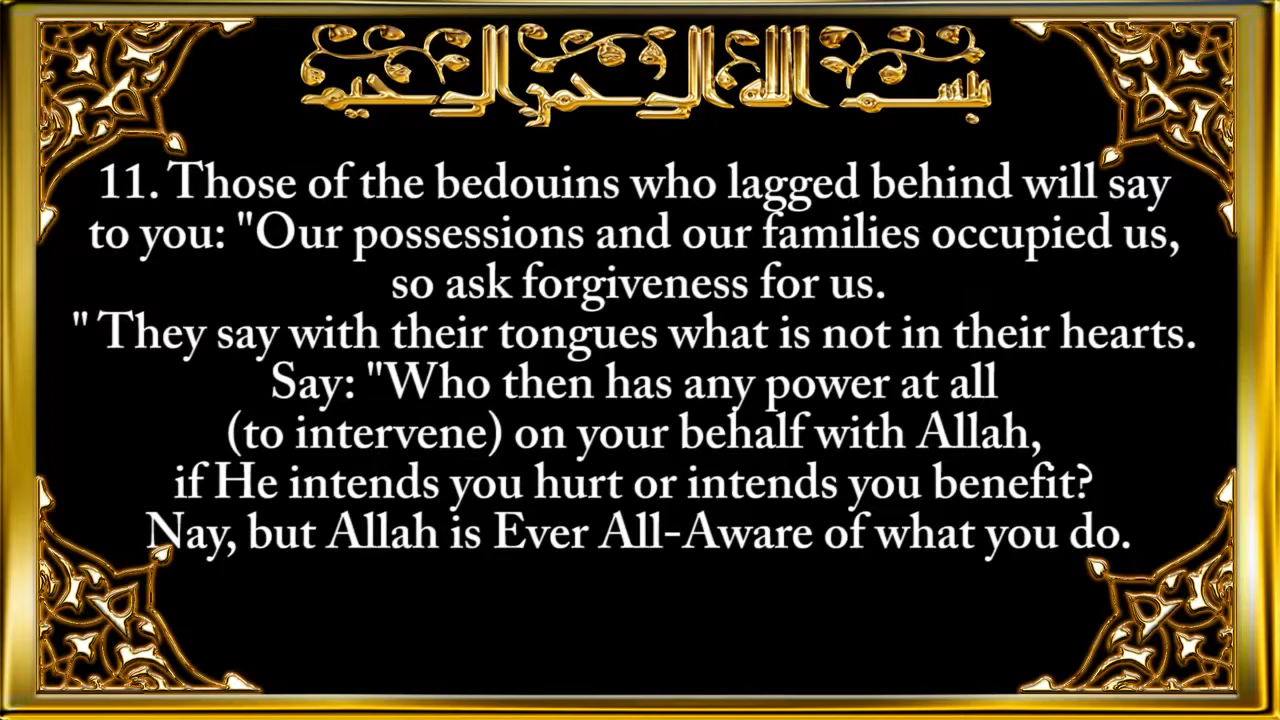 بسم الله الرحمن الرحيم
11. Those of the bedouins who lagged behind will say
to you: "Our possessions and our families occupied us,
so ask forgiveness for us.
" They say with their tongues what is not in their hearts.
Say: "Who then has any power at all
(to intervene) on your behalf with Allah,
if He intends you hurt or intends you benefit?
Nay, but Allah is Ever All-Aware of what you do.